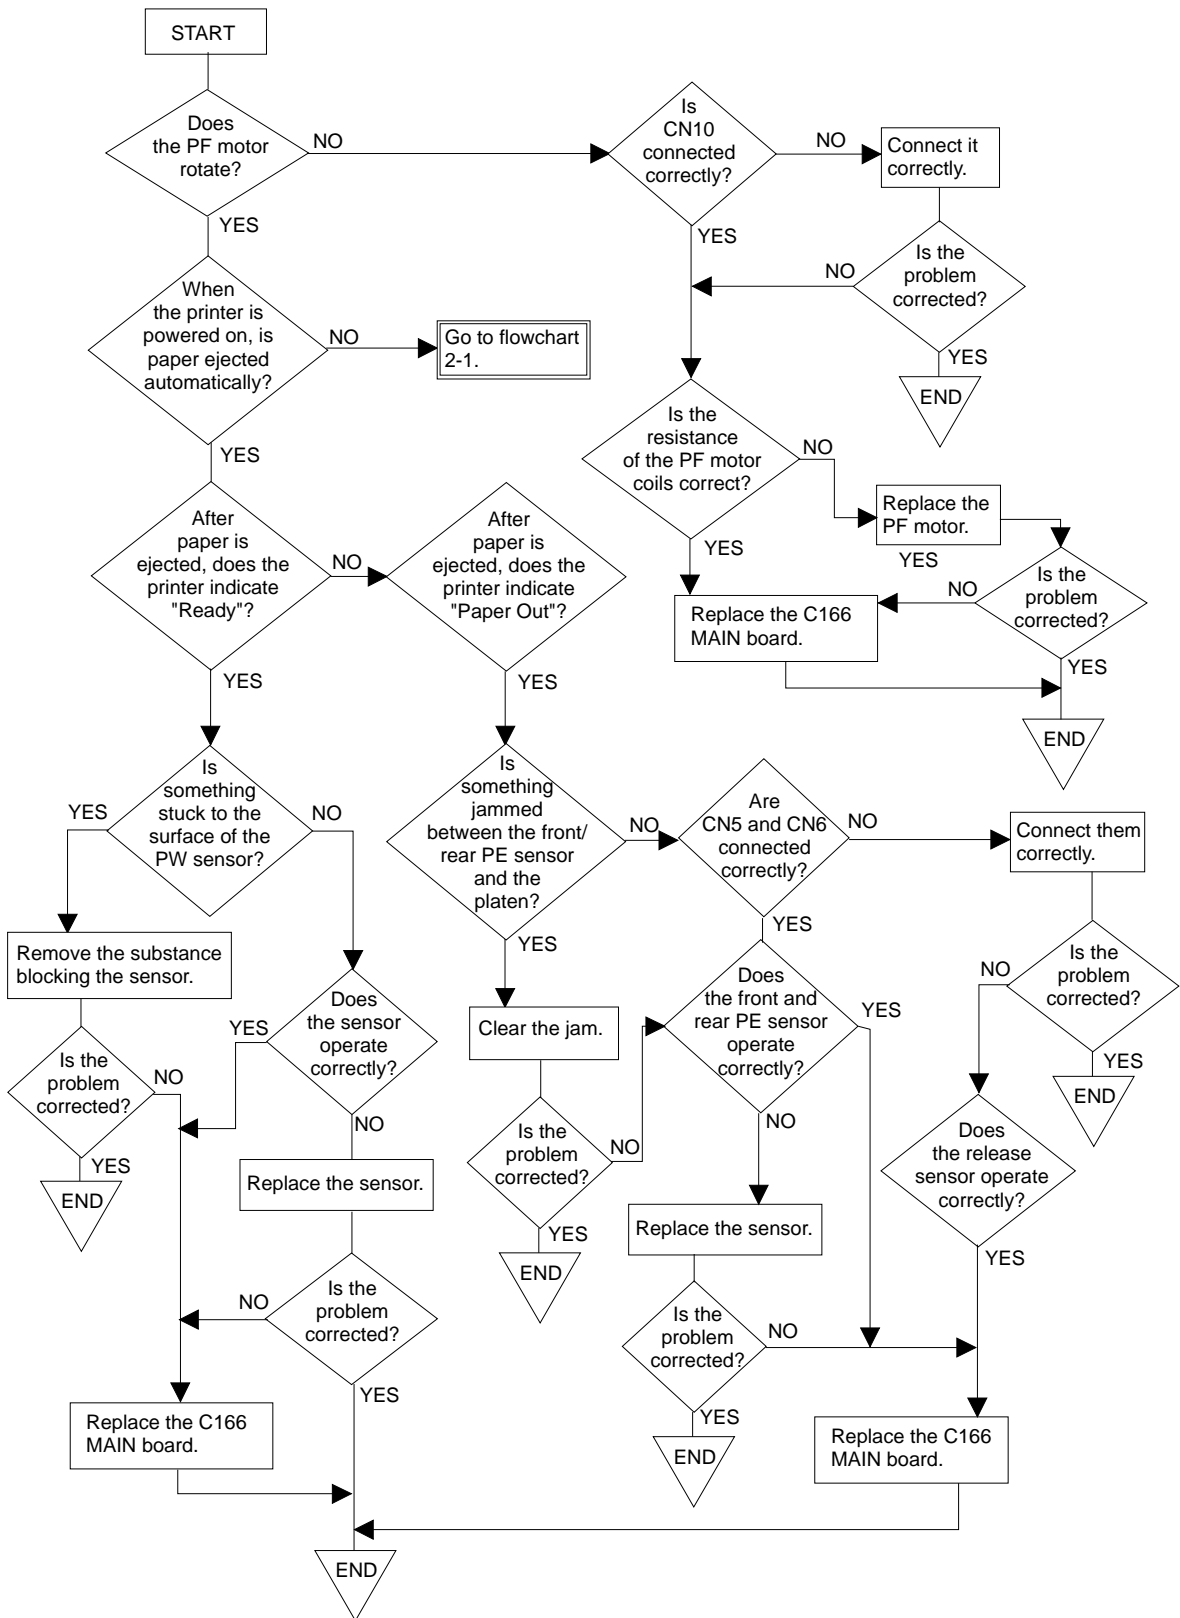 START
Does
the PF motor
rotate?
NO
YES
Is
CN10
connected
correctly?
NO
YES
Connect it
correctly.
Is the
problem
corrected?
NO
YES
END
When
the printer is
powered on, is
paper ejected
automatically?
NO
YES
Go to flowchart
2-1.
Is the
resistance
of the PF motor
coils correct?
NO
YES
Replace the
PF motor.
YES
Is the
problem
corrected?
NO
YES
Replace the C166
MAIN board.
END
After
paper is
ejected, does the
printer indicate
"Ready"?
NO
YES
After
paper is
ejected, does the
printer indicate
"Paper Out"?
YES
Is
something
stuck to the
surface of the
PW sensor?
YES
NO
Is
something
jammed
between the front/
rear PE sensor
and the
platen?
NO
YES
Are
CN5 and CN6
connected
correctly?
NO
YES
Connect them
correctly.
Is the
problem
corrected?
NO
YES
END
Remove the substance
blocking the sensor.
Is the
problem
corrected?
NO
YES
END
Does
the sensor
operate
correctly?
YES
NO
Replace the sensor.
Is the
problem
corrected?
NO
YES
Replace the C166
MAIN board.
Clear the jam.
Is the
problem
corrected?
NO
YES
END
Does
the front and
rear PE sensor
operate
correctly?
YES
NO
Replace the sensor.
Is the
problem
corrected?
NO
YES
END
Does
the release
sensor operate
correctly?
YES
Replace the C166
MAIN board.
END